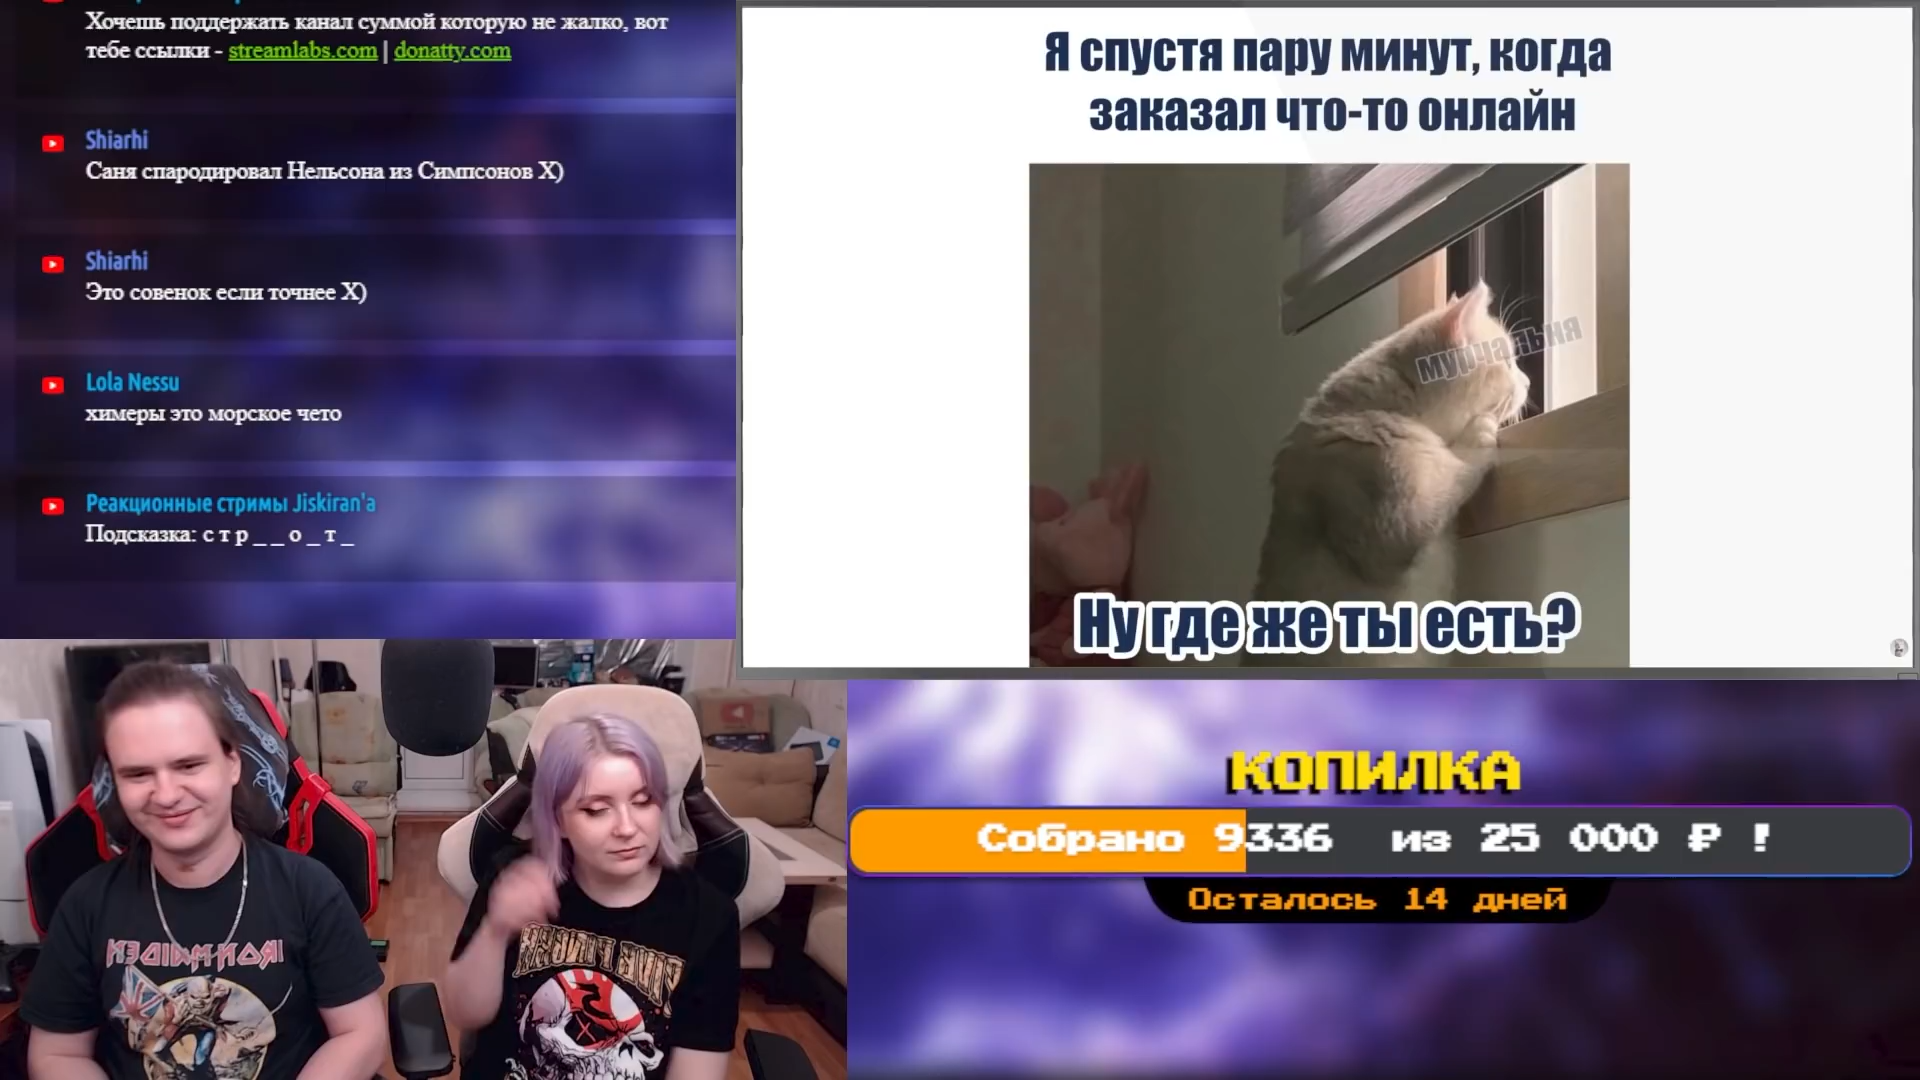 Хочешь поддержать канал суммой которую не жалко, вот
тебе ссылки - streamlabs.com | donatty.com
Shiarhi
Саня спародировал Нельсона из Симпсонов X)
Shiarhi
Это совенок если точнее X)
Lola Nessu
химеры это морское чето
Реакционные стримы Jiskiran'a
Подсказка: с т р _ _ о _ т _
Я спустя пару минут, когда
заказал что-то онлайн
мурчальня
Ну где же ты есть?
КОПИЛКА
Собрано 9336 из 25 000 ₽ !
Осталось 14 дней
IRON MAIDEN